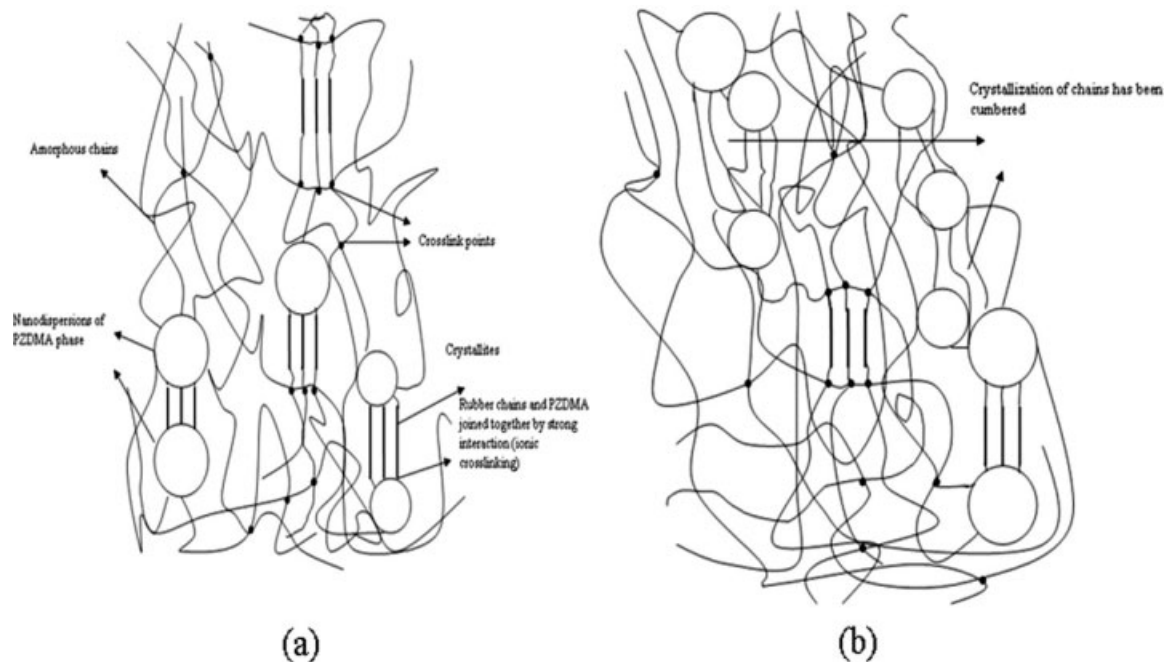 Amorphous chains
Crosslink points
Nanodispersions of
PZDMA phase
Crystallites
Rubber chains and PZDMA
joined together by strong
interaction (ionic
crosslinking)
(a)
Crystallization of chains has been
cumbered
(b)